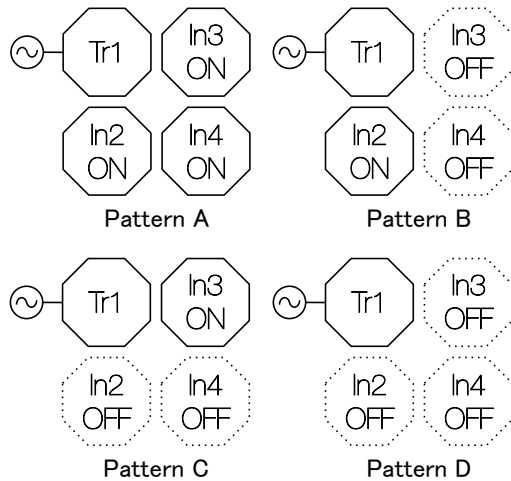 Tr1
In3
ON
In2
ON
In4
ON
Pattern A
Tr1
In3
OFF
In2
ON
In4
OFF
Pattern B
Tr1
In3
ON
In2
OFF
In4
OFF
Pattern C
Tr1
In3
OFF
In2
OFF
In4
OFF
Pattern D